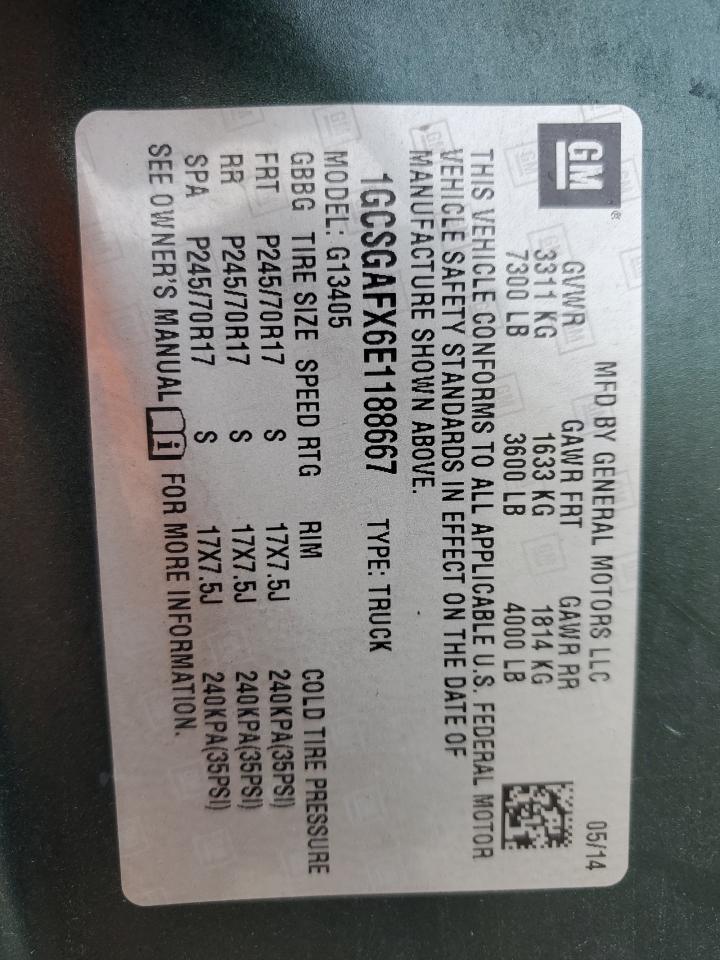 GM®
MFD BY GENERAL MOTORS LLC 05/14
GVWR GAWR FRT GAWR RR
3311 KG 1633 KG 1814 KG
7300 LB 3600 LB 4000 LB
THIS VEHICLE CONFORMS TO ALL APPLICABLE U.S. FEDERAL MOTOR
VEHICLE SAFETY STANDARDS IN EFFECT ON THE DATE OF
MANUFACTURE SHOWN ABOVE.
1GCSGAFX6E1188667 TYPE: TRUCK
MODEL: G13405
GBBG TIRE SIZE SPEED RTG RIM COLD TIRE PRESSURE
FRT P245/70R17 S 17X7.5J 240KPA(35PSI)
RR P245/70R17 S 17X7.5J 240KPA(35PSI)
SPA P245/70R17 S 17X7.5J 240KPA(35PSI)
SEE OWNER'S MANUAL i FOR MORE INFORMATION.